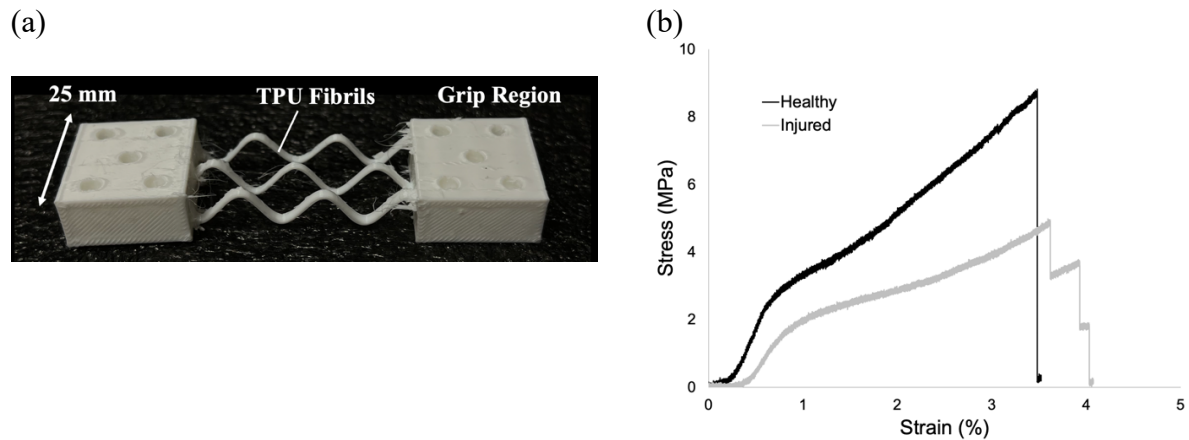 (a)
(b)
25 mm
TPU Fibrils
Grip Region
Healthy
Injured
Stress (MPa)
10
8
6
4
2
0
0 1 2 3 4 5
Strain (%)